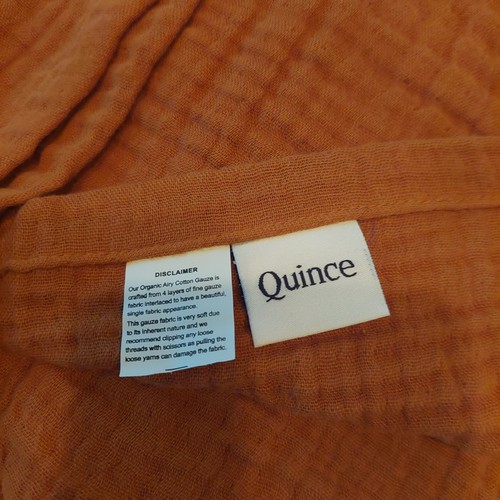 DISCLAIMER
Our Organic Airy Cotton Gauze is
crafted from 4 layers of fine gauze
fabric interlaced to have a beautiful,
single fabric appearance.
This gauze fabric is very soft due
to its inherent nature and we
recommend clipping any loose
threads with scissors as pulling the
loose yarns can damage the fabric.
Quince